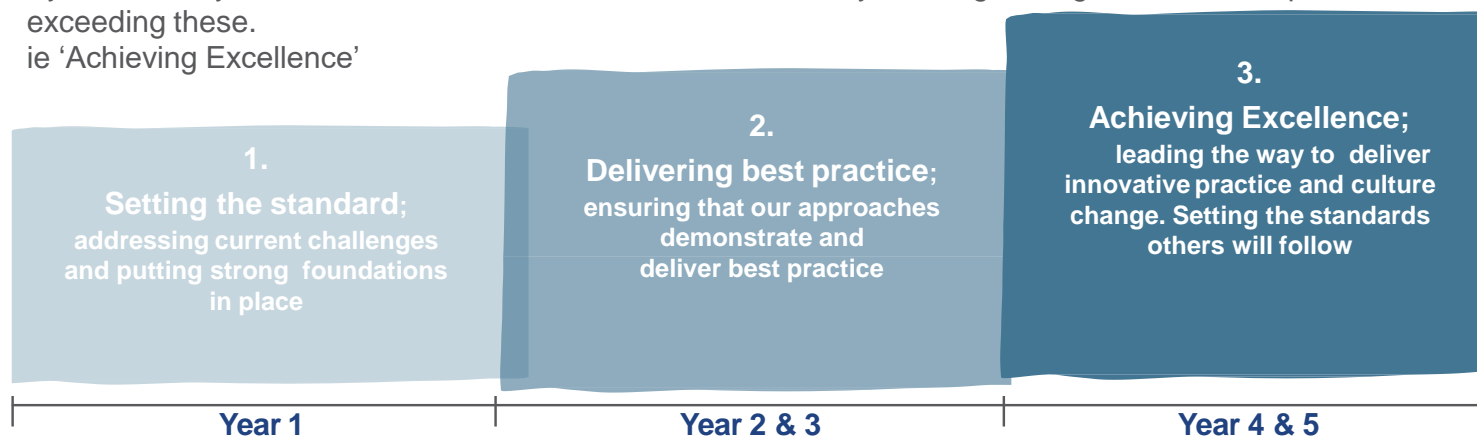 exceeding these.
ie ‘Achieving Excellence’
1.
Setting the standard;
addressing current challenges
and putting strong foundations
in place
2.
Delivering best practice;
ensuring that our approaches
demonstrate and
deliver best practice
3.
Achieving Excellence;
leading the way to deliver
innovative practice and culture
change. Setting the standards
others will follow
Year 1
Year 2 & 3
Year 4 & 5